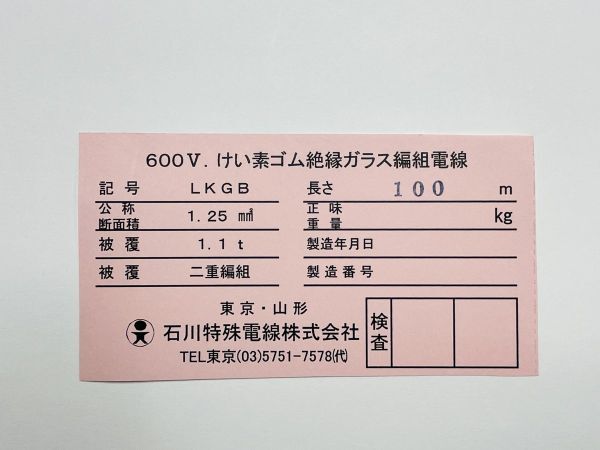 600V. けい素ゴム絶縁ガラス編組電線
記号 LKGB 長さ 100 m
公称断面積 1.25 ㎟ 正味重量 kg
被覆 1.1t 製造年月日
被覆 二重編組 製造番号
東京・山形
石川特殊電線株式会社
TEL東京(03)5751-7578㈹
検査